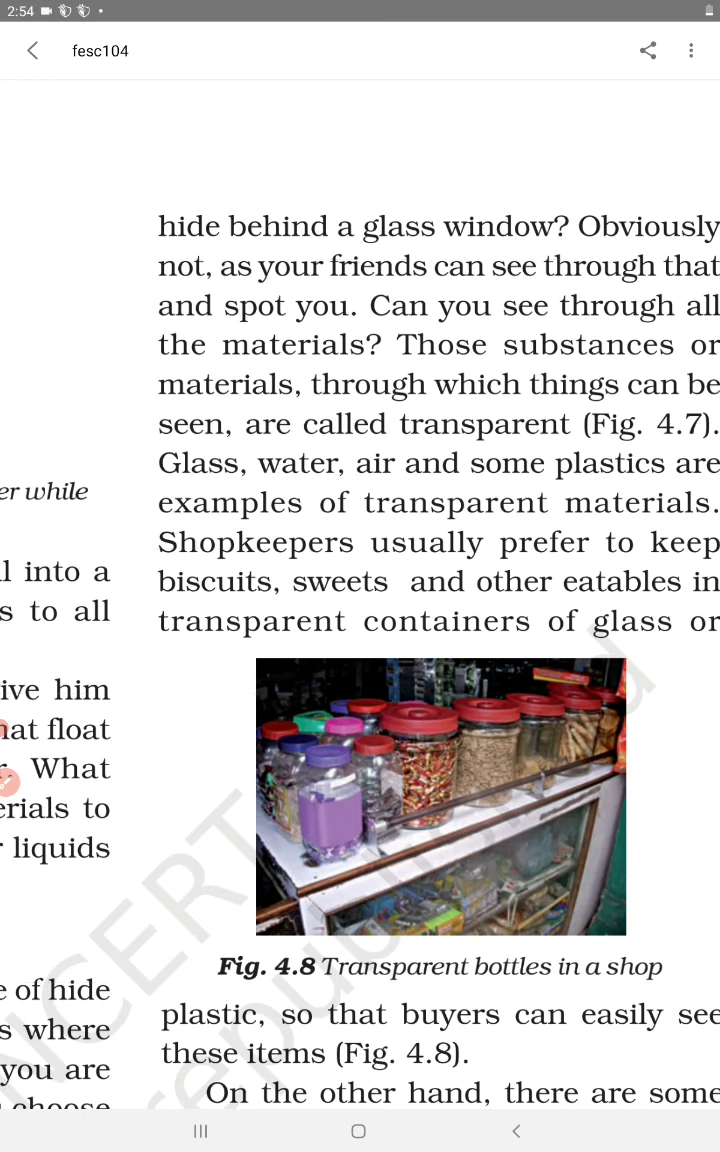 2:54
fesc104
er while
l into a
s to all
ive him
hat float
r. What
erials to
r liquids
e of hide
s where
you are
choose
hide behind a glass window? Obviously
not, as your friends can see through that
and spot you. Can you see through all
the materials? Those substances or
materials, through which things can be
seen, are called transparent (Fig. 4.7).
Glass, water, air and some plastics are
examples of transparent materials.
Shopkeepers usually prefer to keep
biscuits, sweets and other eatables in
transparent containers of glass or
Fig. 4.8 Transparent bottles in a shop
plastic, so that buyers can easily see
these items (Fig. 4.8).
On the other hand, there are some
NCERT
republished